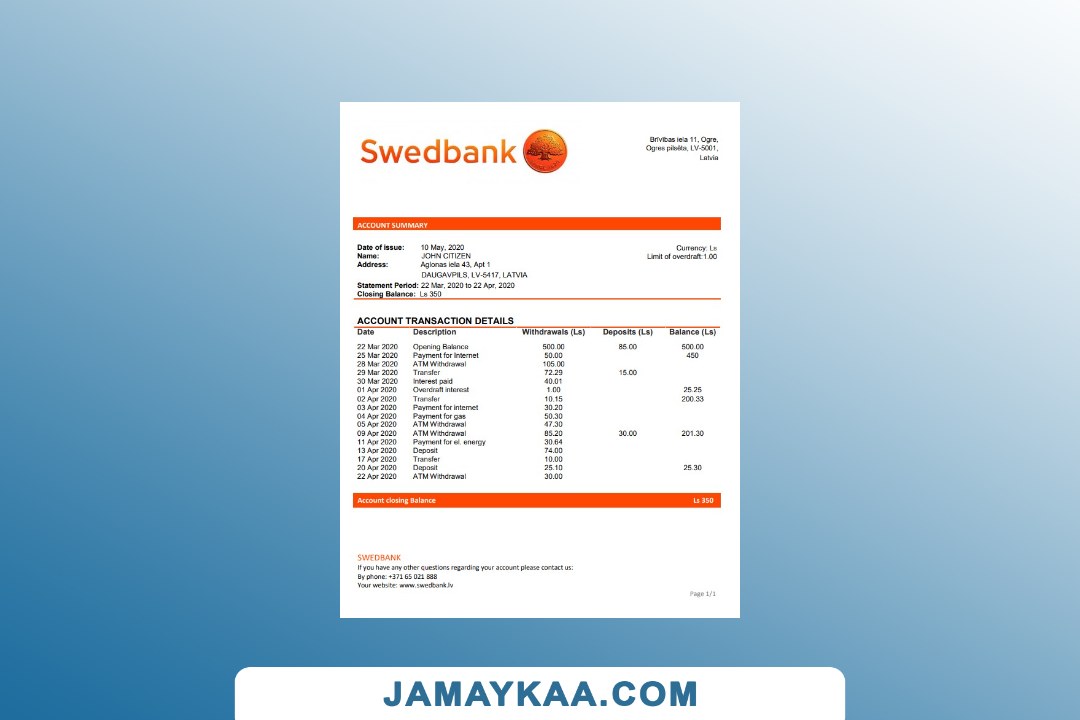 Swedbank
Brīvības iela 11, Ogre,
Ogres pilsēta, LV-5001,
Latvia
ACCOUNT SUMMARY
Date of issue: 10 May, 2020
Name: JOHN CITIZEN
Address: Aglonas iela 43, Apt 1
DAUGAVPILS, LV-5417, LATVIA
Statement Period: 22 Mar, 2020 to 22 Apr, 2020
Closing Balance: Ls 350
Currency: Ls
Limit of overdraft:1.00
ACCOUNT TRANSACTION DETAILS
Date Description Withdrawals (Ls) Deposits (Ls) Balance (Ls)
22 Mar 2020 Opening Balance 500.00 85.00 500.00
25 Mar 2020 Payment for Internet 50.00 450
28 Mar 2020 ATM Withdrawal 105.00
29 Mar 2020 Transfer 72.29 15.00
30 Mar 2020 Interest paid 40.01
01 Apr 2020 Overdraft interest 1.00 25.25
02 Apr 2020 Transfer 10.15 200.33
03 Apr 2020 Payment for internet 30.20
04 Apr 2020 Payment for gas 50.30
05 Apr 2020 ATM Withdrawal 47.30
09 Apr 2020 ATM Withdrawal 85.20 30.00 201.30
11 Apr 2020 Payment for el. energy 30.64
13 Apr 2020 Deposit 74.00
17 Apr 2020 Transfer 10.00
20 Apr 2020 Deposit 25.10 25.30
22 Apr 2020 ATM Withdrawal 30.00
Account closing Balance Ls 350
SWEDBANK
If you have any other questions regarding your account please contact us:
By phone: +371 65 021 888
Your website: www.swedbank.lv
Page 1/1
JAMAYKAA.COM